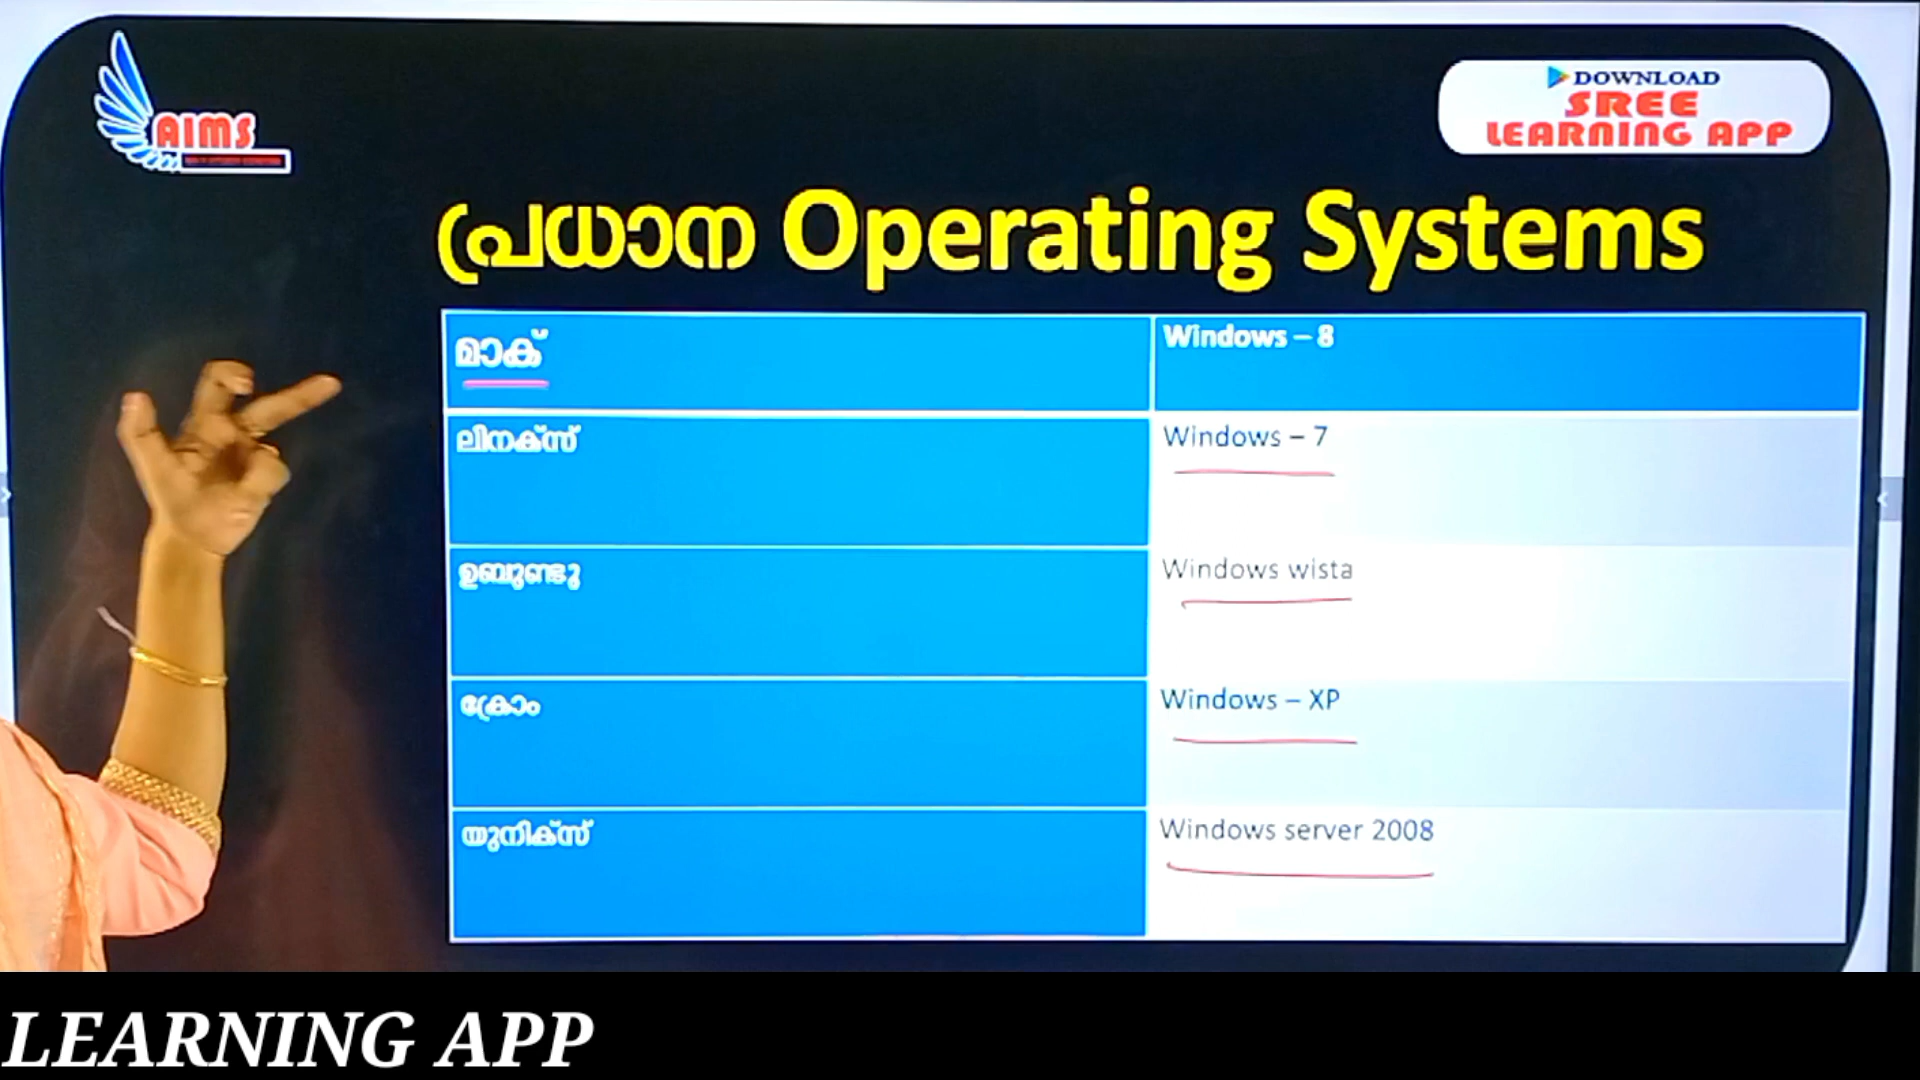 AIMS
DOWNLOAD
SREE
LEARNING APP
പ്രധാന Operating Systems
മാക്
Windows – 8
ലിനക്സ്
Windows – 7
ഉബുണ്ടു
Windows wista
ക്രോം
Windows – XP
യുനിക്സ്
Windows server 2008
LEARNING APP